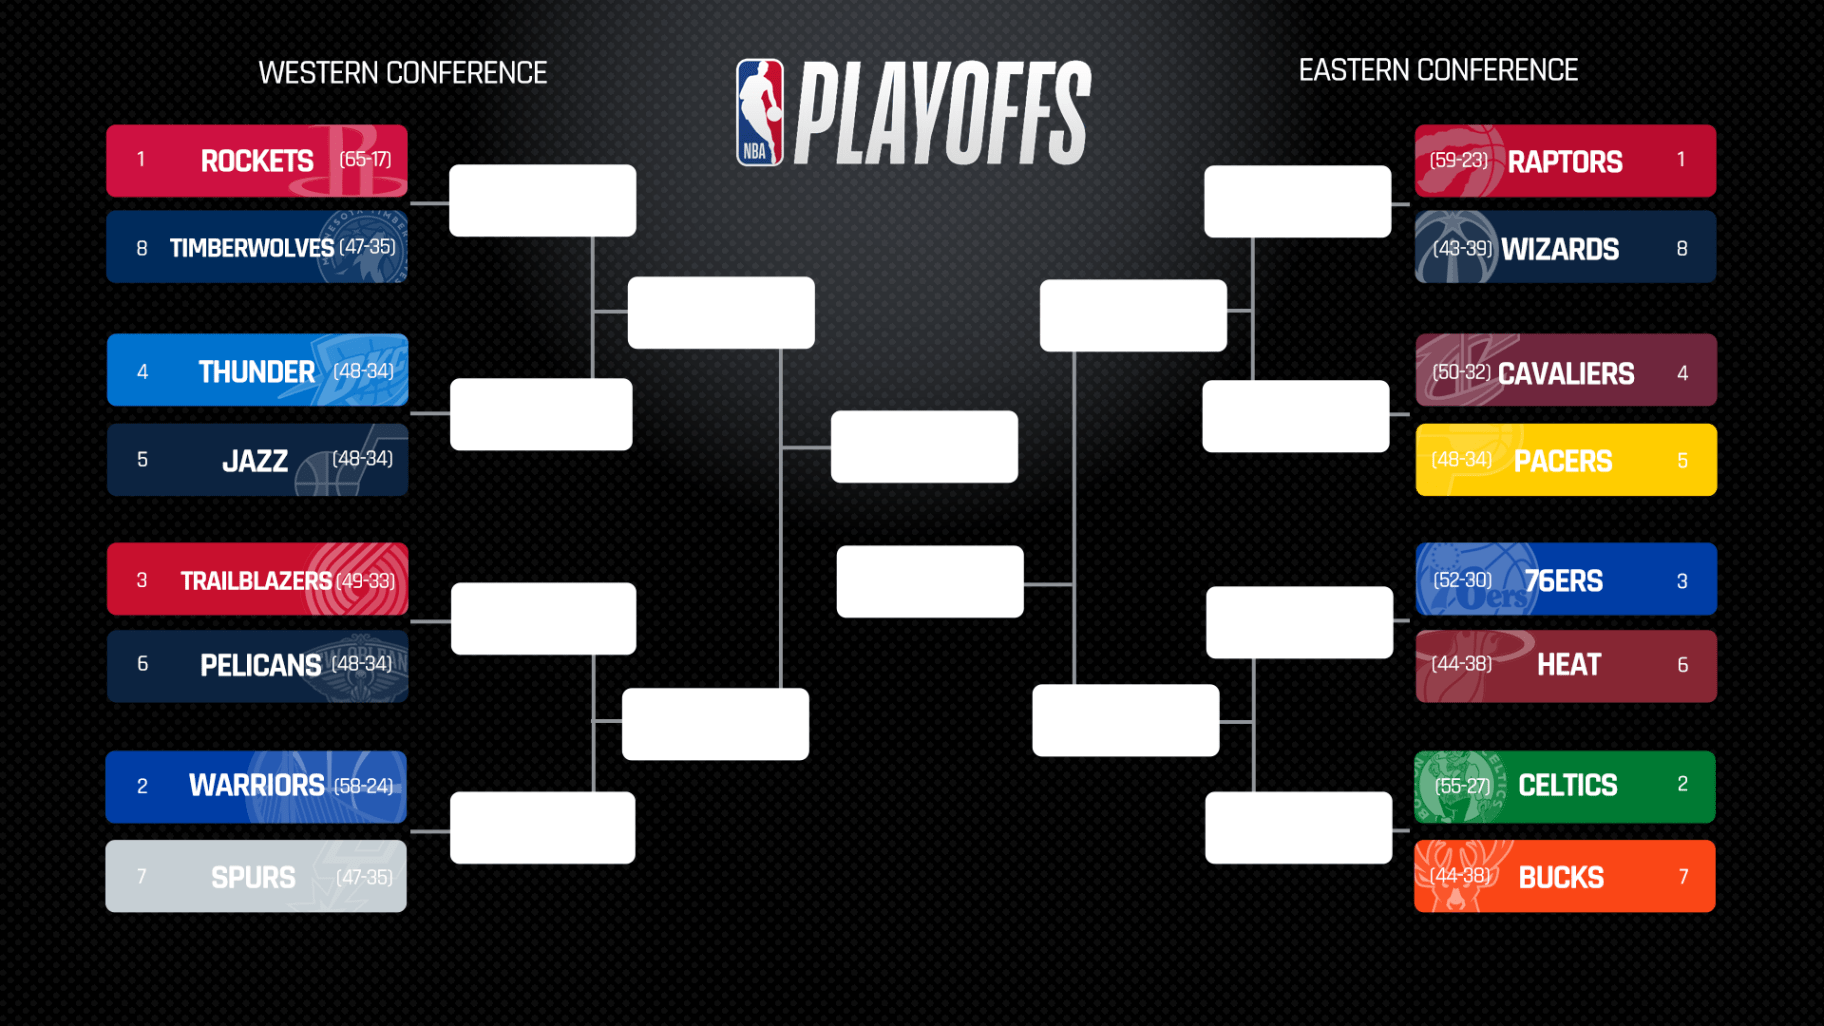 WESTERN CONFERENCE
NBA PLAYOFFS
EASTERN CONFERENCE
1 ROCKETS (65-17)
8 TIMBERWOLVES (47-35)
4 THUNDER (48-34)
5 JAZZ (48-34)
3 TRAILBLAZERS (49-33)
6 PELICANS (48-34)
2 WARRIORS (58-24)
7 SPURS (47-35)
(59-23) RAPTORS 1
(43-39) WIZARDS 8
(50-32) CAVALIERS 4
(48-34) PACERS 5
(52-30) 76ERS 3
(44-38) HEAT 6
(55-27) CELTICS 2
(44-38) BUCKS 7